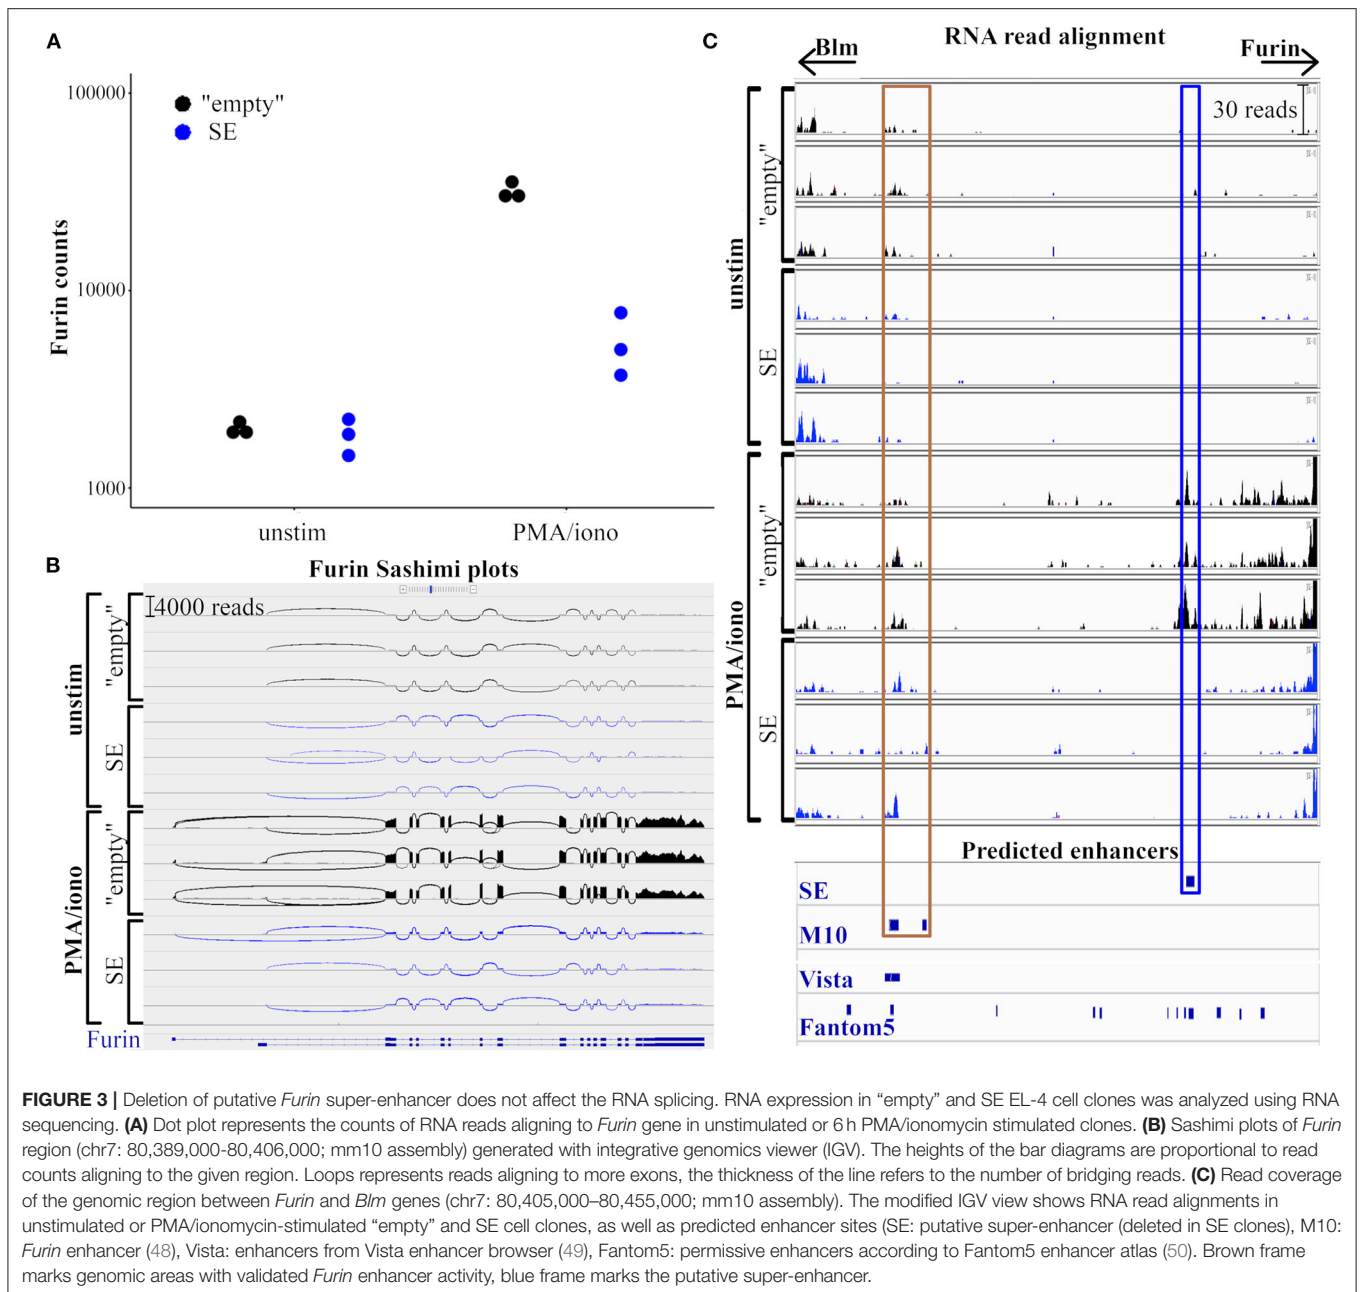 A
100000
10000
1000
Furin counts
"empty"
SE
unstim
PMA/iono
B
Furin Sashimi plots
4000 reads
unstim
"empty"
SE
PMA/iono
"empty"
SE
Furin
C
RNA read alignment
Blm
Furin
30 reads
unstim
"empty"
SE
PMA/iono
"empty"
SE
Predicted enhancers
SE
M10
Vista
Fantom5
FIGURE 3 | Deletion of putative Furin super-enhancer does not affect the RNA splicing. RNA expression in “empty” and SE EL-4 cell clones was analyzed using RNA
sequencing. (A) Dot plot represents the counts of RNA reads aligning to Furin gene in unstimulated or 6 h PMA/ionomycin stimulated clones. (B) Sashimi plots of Furin
region (chr7: 80,389,000-80,406,000; mm10 assembly) generated with integrative genomics viewer (IGV). The heights of the bar diagrams are proportional to read
counts aligning to the given region. Loops represents reads aligning to more exons, the thickness of the line refers to the number of bridging reads. (C) Read coverage
of the genomic region between Furin and Blm genes (chr7: 80,405,000–80,455,000; mm10 assembly). The modified IGV view shows RNA read alignments in
unstimulated or PMA/ionomycin-stimulated “empty” and SE cell clones, as well as predicted enhancer sites (SE: putative super-enhancer (deleted in SE clones), M10:
Furin enhancer (48), Vista: enhancers from Vista enhancer browser (49), Fantom5: permissive enhancers according to Fantom5 enhancer atlas (50). Brown frame
marks genomic areas with validated Furin enhancer activity, blue frame marks the putative super-enhancer.